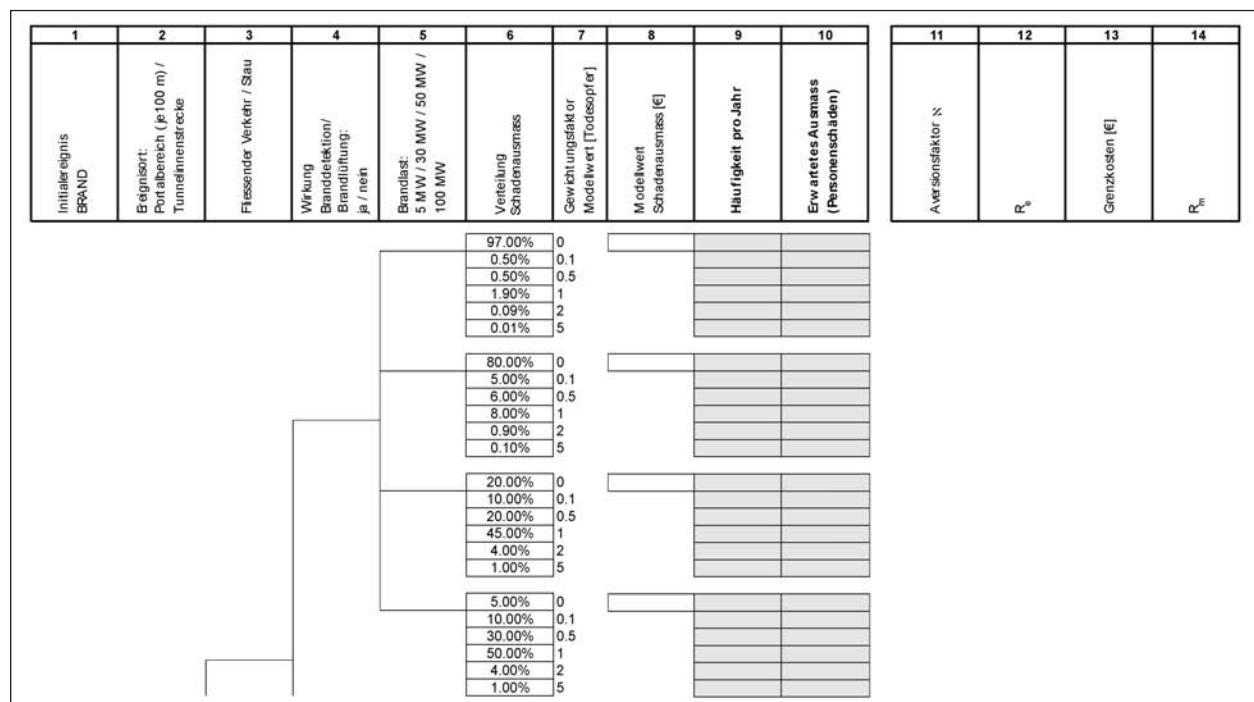 1 2 3 4 5 6 7 8 9 10 11 12 13 14
Initialereignis
BRAND
Ereignisort:
Portalbereich (je 100 m) /
Tunnelinnenstrecke
Fliessender Verkehr / Stau
Wirkung
Branddetektion/
Brandlüftung:
ja / nein
Brandlast:
5 MW / 30 MW / 50 MW /
100 MW
Verteilung
Schadenausmass
Gewichtungsfaktor
Modellwert [Todesopfer]
Modellwert
Schadenausmass [€]
Häufigkeit pro Jahr
Erwartetes Ausmass
(Personenschäden)
Aversionsfaktor א
Re
Grenzkosten [€]
Rm
97.00% 0
0.50% 0.1
0.50% 0.5
1.90% 1
0.09% 2
0.01% 5
80.00% 0
5.00% 0.1
6.00% 0.5
8.00% 1
0.90% 2
0.10% 5
20.00% 0
10.00% 0.1
20.00% 0.5
45.00% 1
4.00% 2
1.00% 5
5.00% 0
10.00% 0.1
30.00% 0.5
50.00% 1
4.00% 2
1.00% 5